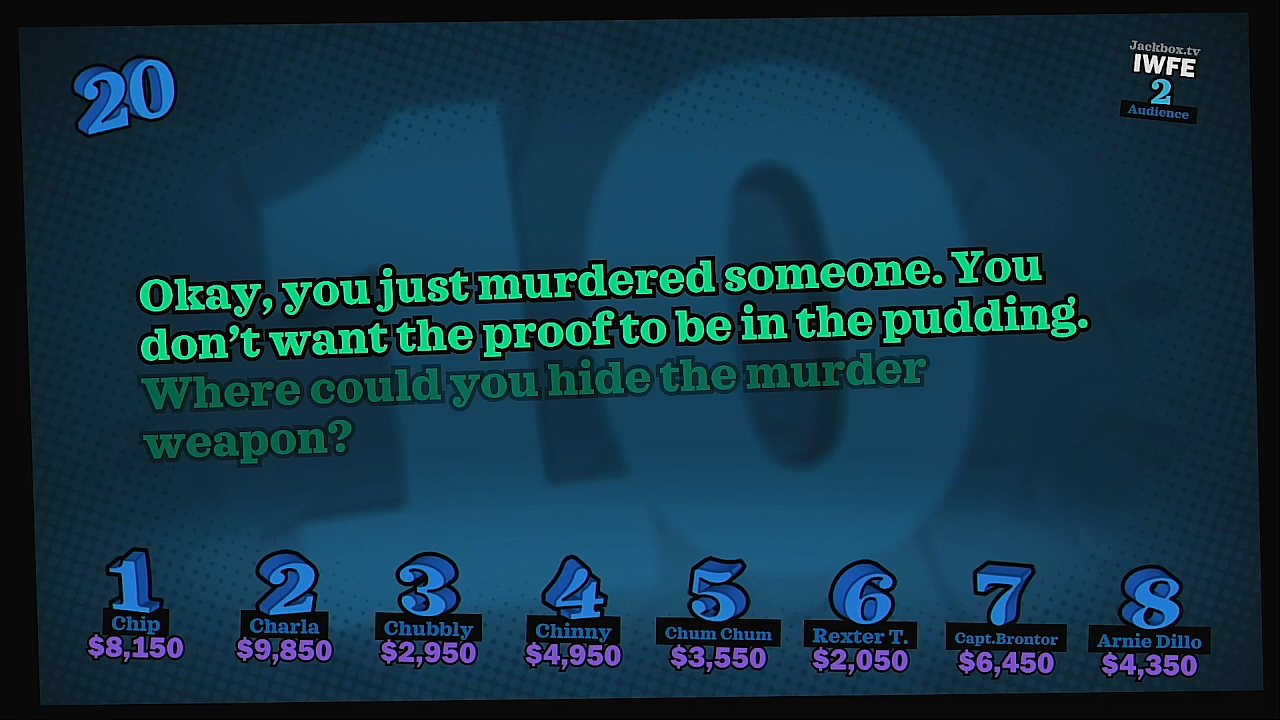 20
Jackbox.tv
IWFE
2
Audience
10
Okay, you just murdered someone. You
don't want the proof to be in the pudding.
Where could you hide the murder
weapon?
1 2 3 4 5 6 7 8
Chip Charla Chubbly Chinny Chum Chum Rexter T. Capt.Brontor Arnie Dillo
$8,150 $9,850 $2,950 $4,950 $3,550 $2,050 $6,450 $4,350